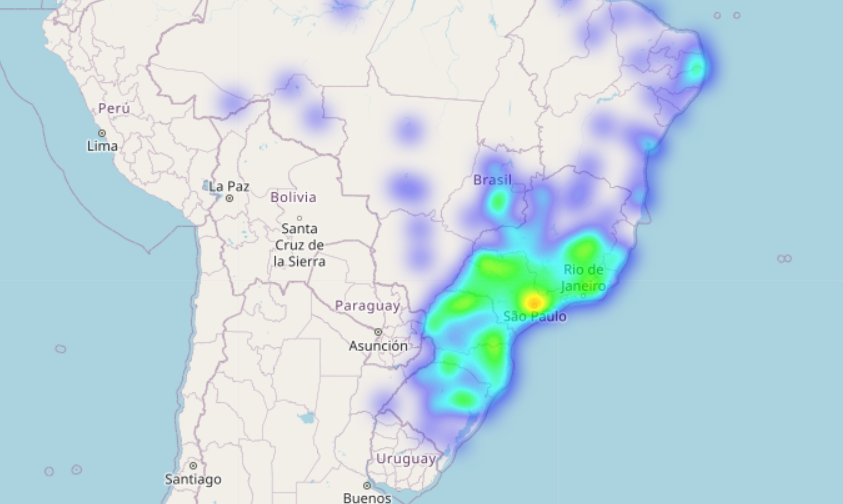 Perú
Lima
La Paz
Bolivia
Santa
Cruz de
la Sierra
Brasil
Rio de
Janeiro
São Paulo
Paraguay
Asunción
Uruguay
Santiago
Buenos